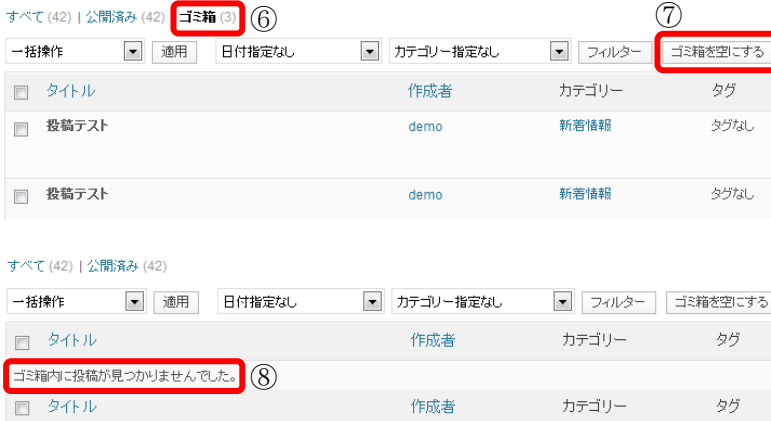 すべて (42) | 公開済み (42) ゴミ箱 (3) ⑥ ⑦
一括操作 適用 日付指定なし カテゴリー指定なし フィルター ゴミ箱を空にする
タイトル 作成者 カテゴリー タグ
投稿テスト demo 新着情報 タグなし
投稿テスト demo 新着情報 タグなし
すべて (42) | 公開済み (42)
一括操作 適用 日付指定なし カテゴリー指定なし フィルター ゴミ箱を空にする
タイトル 作成者 カテゴリー タグ
ゴミ箱内に投稿が見つかりませんでした。 ⑧
タイトル 作成者 カテゴリー タグ